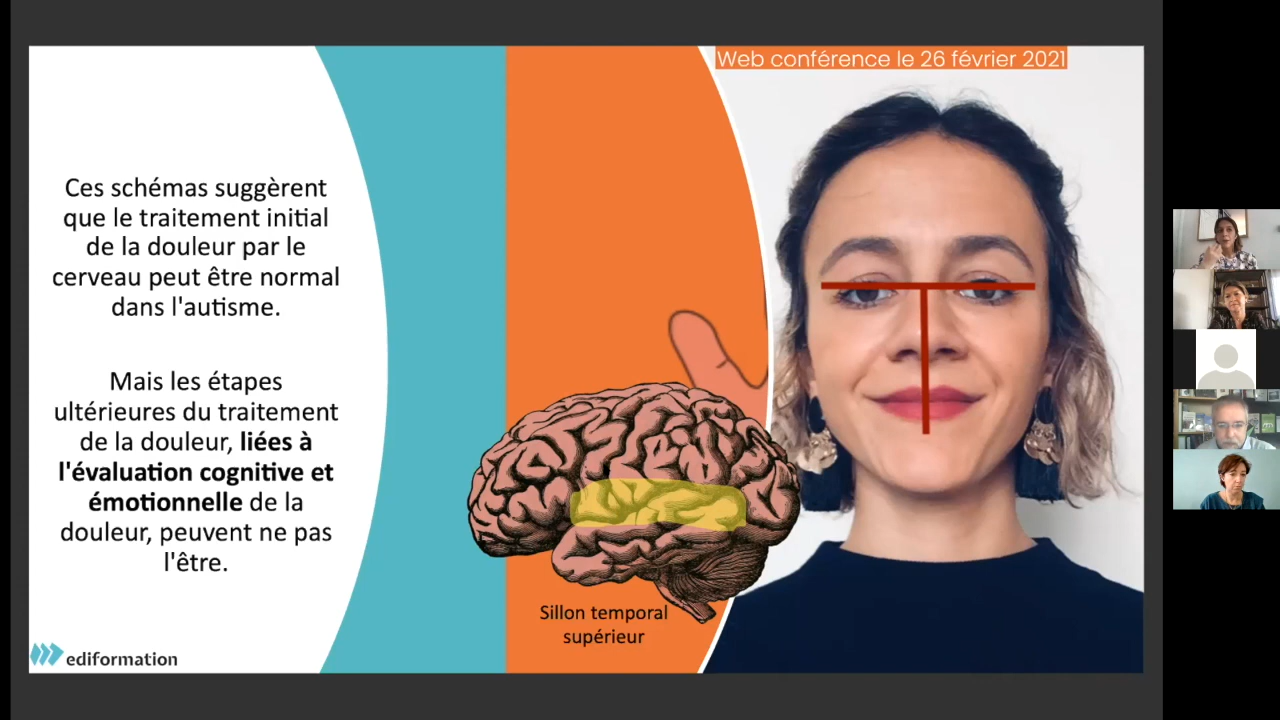 Web conférence le 26 février 2021
Ces schémas suggèrent
que le traitement initial
de la douleur par le
cerveau peut être normal
dans l'autisme.
Mais les étapes
ultérieures du traitement
de la douleur, liées à
l'évaluation cognitive et
émotionnelle de la
douleur, peuvent ne pas
l'être.
Sillon temporal
supérieur
ediformation